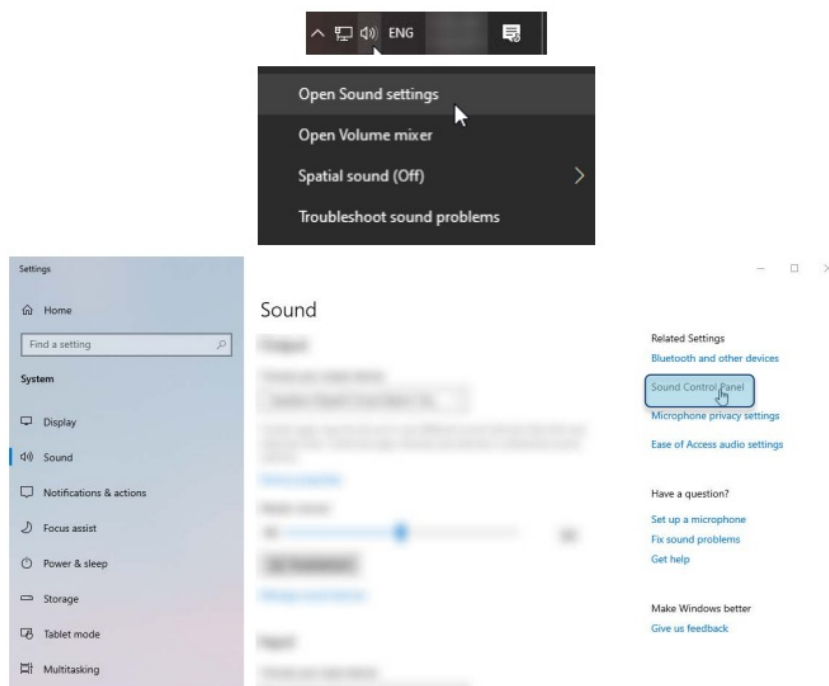 ENG
Open Sound settings
Open Volume mixer
Spatial sound (Off)
Troubleshoot sound problems
Settings
Home
Find a setting
System
Display
Sound
Notifications & actions
Focus assist
Power & sleep
Storage
Tablet mode
Multitasking
Sound
Related Settings
Bluetooth and other devices
Sound Control Panel
Microphone privacy settings
Ease of Access audio settings
Have a question?
Set up a microphone
Fix sound problems
Get help
Make Windows better
Give us feedback